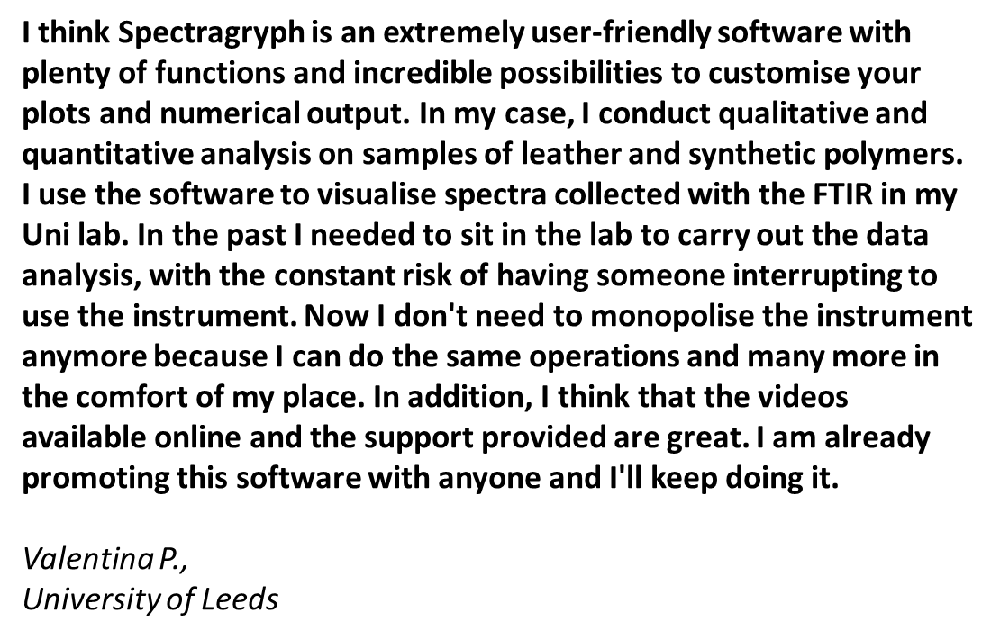 I think Spectragryph is an extremely user-friendly software with
plenty of functions and incredible possibilities to customise your
plots and numerical output. In my case, I conduct qualitative and
quantitative analysis on samples of leather and synthetic polymers.
I use the software to visualise spectra collected with the FTIR in my
Uni lab. In the past I needed to sit in the lab to carry out the data
analysis, with the constant risk of having someone interrupting to
use the instrument. Now I don't need to monopolise the instrument
anymore because I can do the same operations and many more in
the comfort of my place. In addition, I think that the videos
available online and the support provided are great. I am already
promoting this software with anyone and I'll keep doing it.
Valentina P.,
University of Leeds